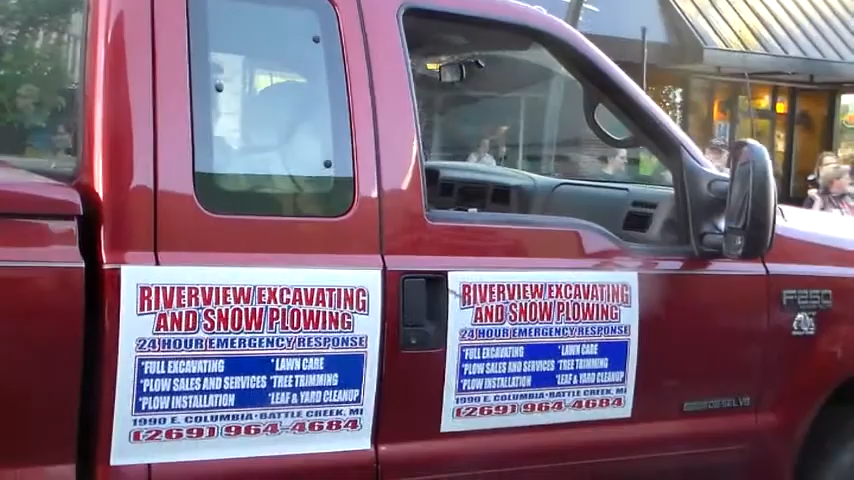 RIVERVIEW EXCAVATING
AND SNOW PLOWING
24 HOUR EMERGENCY RESPONSE
*FULL EXCAVATING *LAWN CARE
*PLOW SALES AND SERVICES *TREE TRIMMING
*PLOW INSTALLATION *LEAF & YARD CLEANUP
1990 E. COLUMBIA • BATTLE CREEK, MI
(269) 964-4684
RIVERVIEW EXCAVATING
AND SNOW PLOWING
24 HOUR EMERGENCY RESPONSE
*FULL EXCAVATING *LAWN CARE
*PLOW SALES AND SERVICES *TREE TRIMMING
*PLOW INSTALLATION *LEAF & YARD CLEANUP
1990 E. COLUMBIA • BATTLE CREEK, MI
(269) 964-4684
F250
DIESEL V8